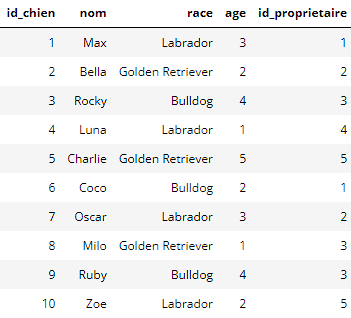 id_chien nom race age id_proprietaire
1 Max Labrador 3 1
2 Bella Golden Retriever 2 2
3 Rocky Bulldog 4 3
4 Luna Labrador 1 4
5 Charlie Golden Retriever 5 5
6 Coco Bulldog 2 1
7 Oscar Labrador 3 2
8 Milo Golden Retriever 1 3
9 Ruby Bulldog 4 3
10 Zoe Labrador 2 5